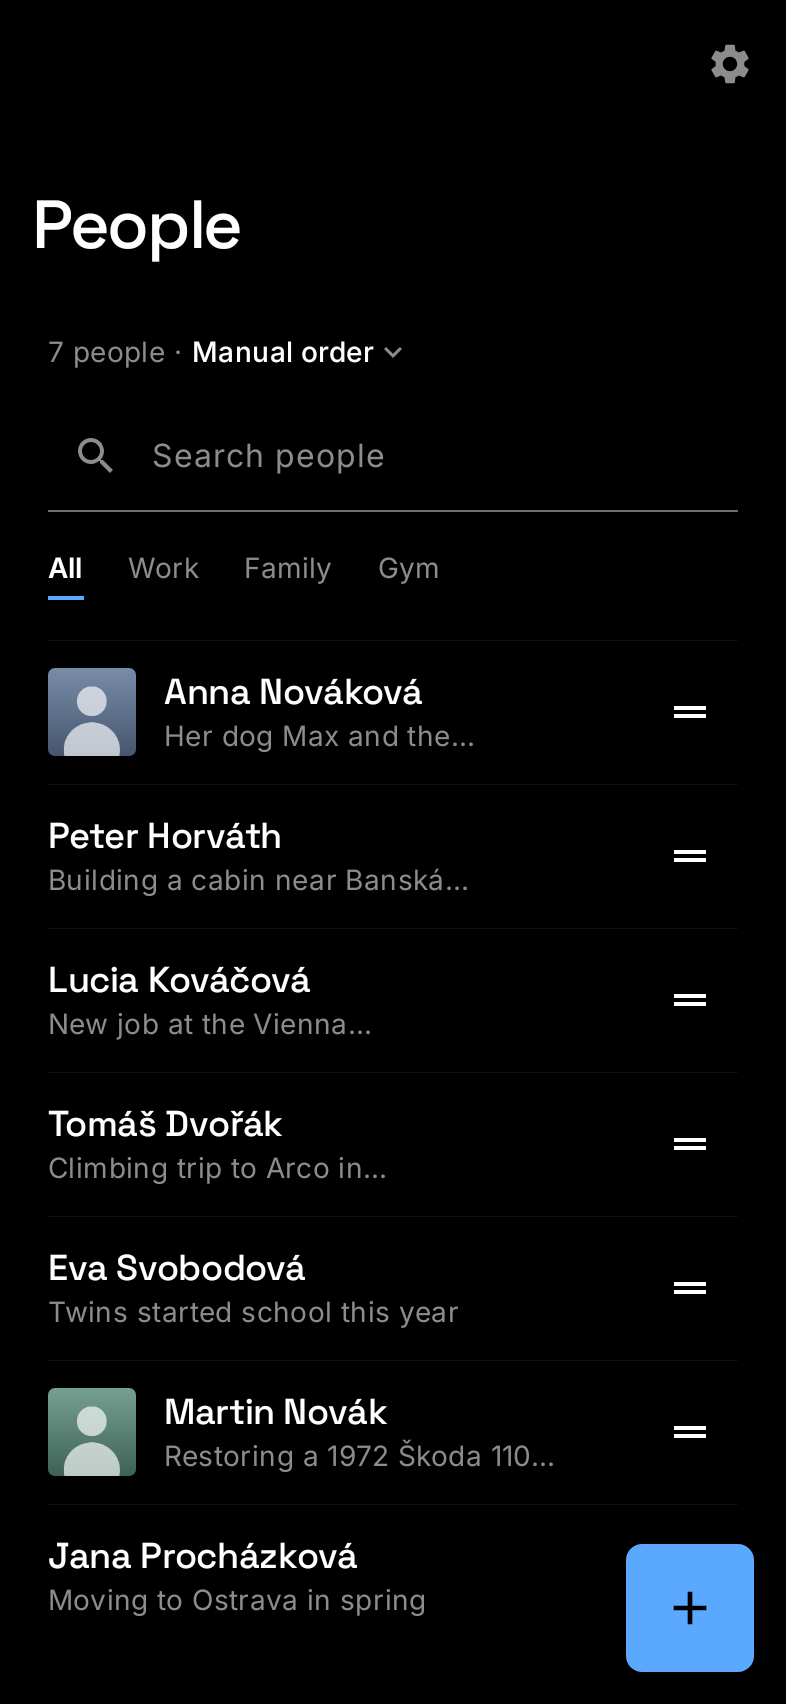 People
7 people · Manual order
Search people
All Work Family Gym
Anna Nováková
Her dog Max and the...
Peter Horváth
Building a cabin near Banská...
Lucia Kováčová
New job at the Vienna...
Tomáš Dvořák
Climbing trip to Arco in...
Eva Svobodová
Twins started school this year
Martin Novák
Restoring a 1972 Škoda 110...
Jana Procházková
Moving to Ostrava in spring